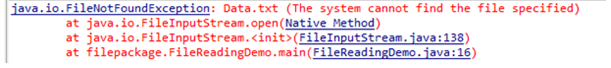 java.io.FileNotFoundException: Data.txt (The system cannot find the file specified)
at java.io.FileInputStream.open(Native Method)
at java.io.FileInputStream.<init>(FileInputStream.java:138)
at filepackage.FileReadingDemo.main(FileReadingDemo.java:16)